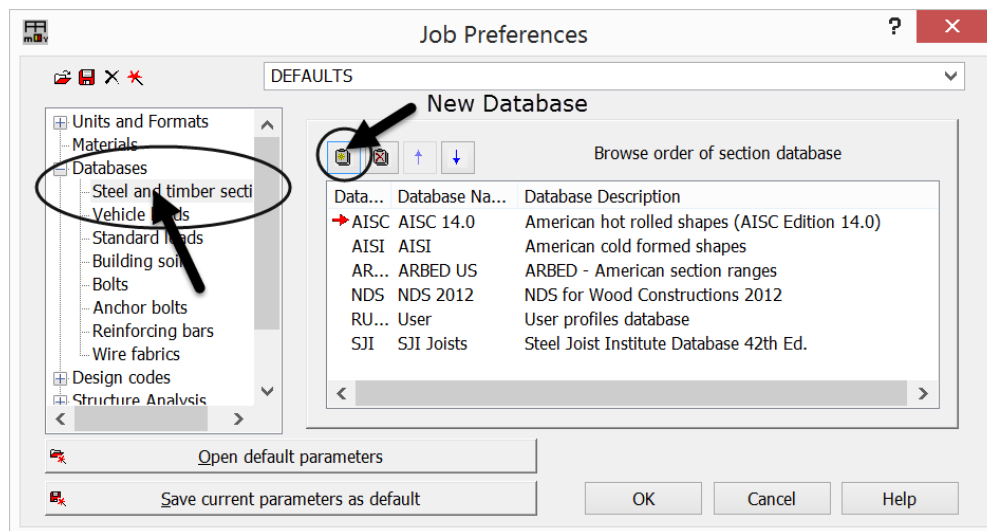 Job Preferences
?
DEFAULTS
New Database
Units and Formats
Materials
Databases
Steel and timber secti
Vehicle ds
Standard ds
Building soi
Bolts
Anchor bolts
Reinforcing bars
Wire fabrics
Design codes
Structure Analysis
Browse order of section database
Data... Database Na... Database Description
AISC AISC 14.0 American hot rolled shapes (AISC Edition 14.0)
AISI AISI American cold formed shapes
AR... ARBED US ARBED - American section ranges
NDS NDS 2012 NDS for Wood Constructions 2012
RU... User User profiles database
SJI SJI Joists Steel Joist Institute Database 42th Ed.
Open default parameters
Save current parameters as default
OK Cancel Help